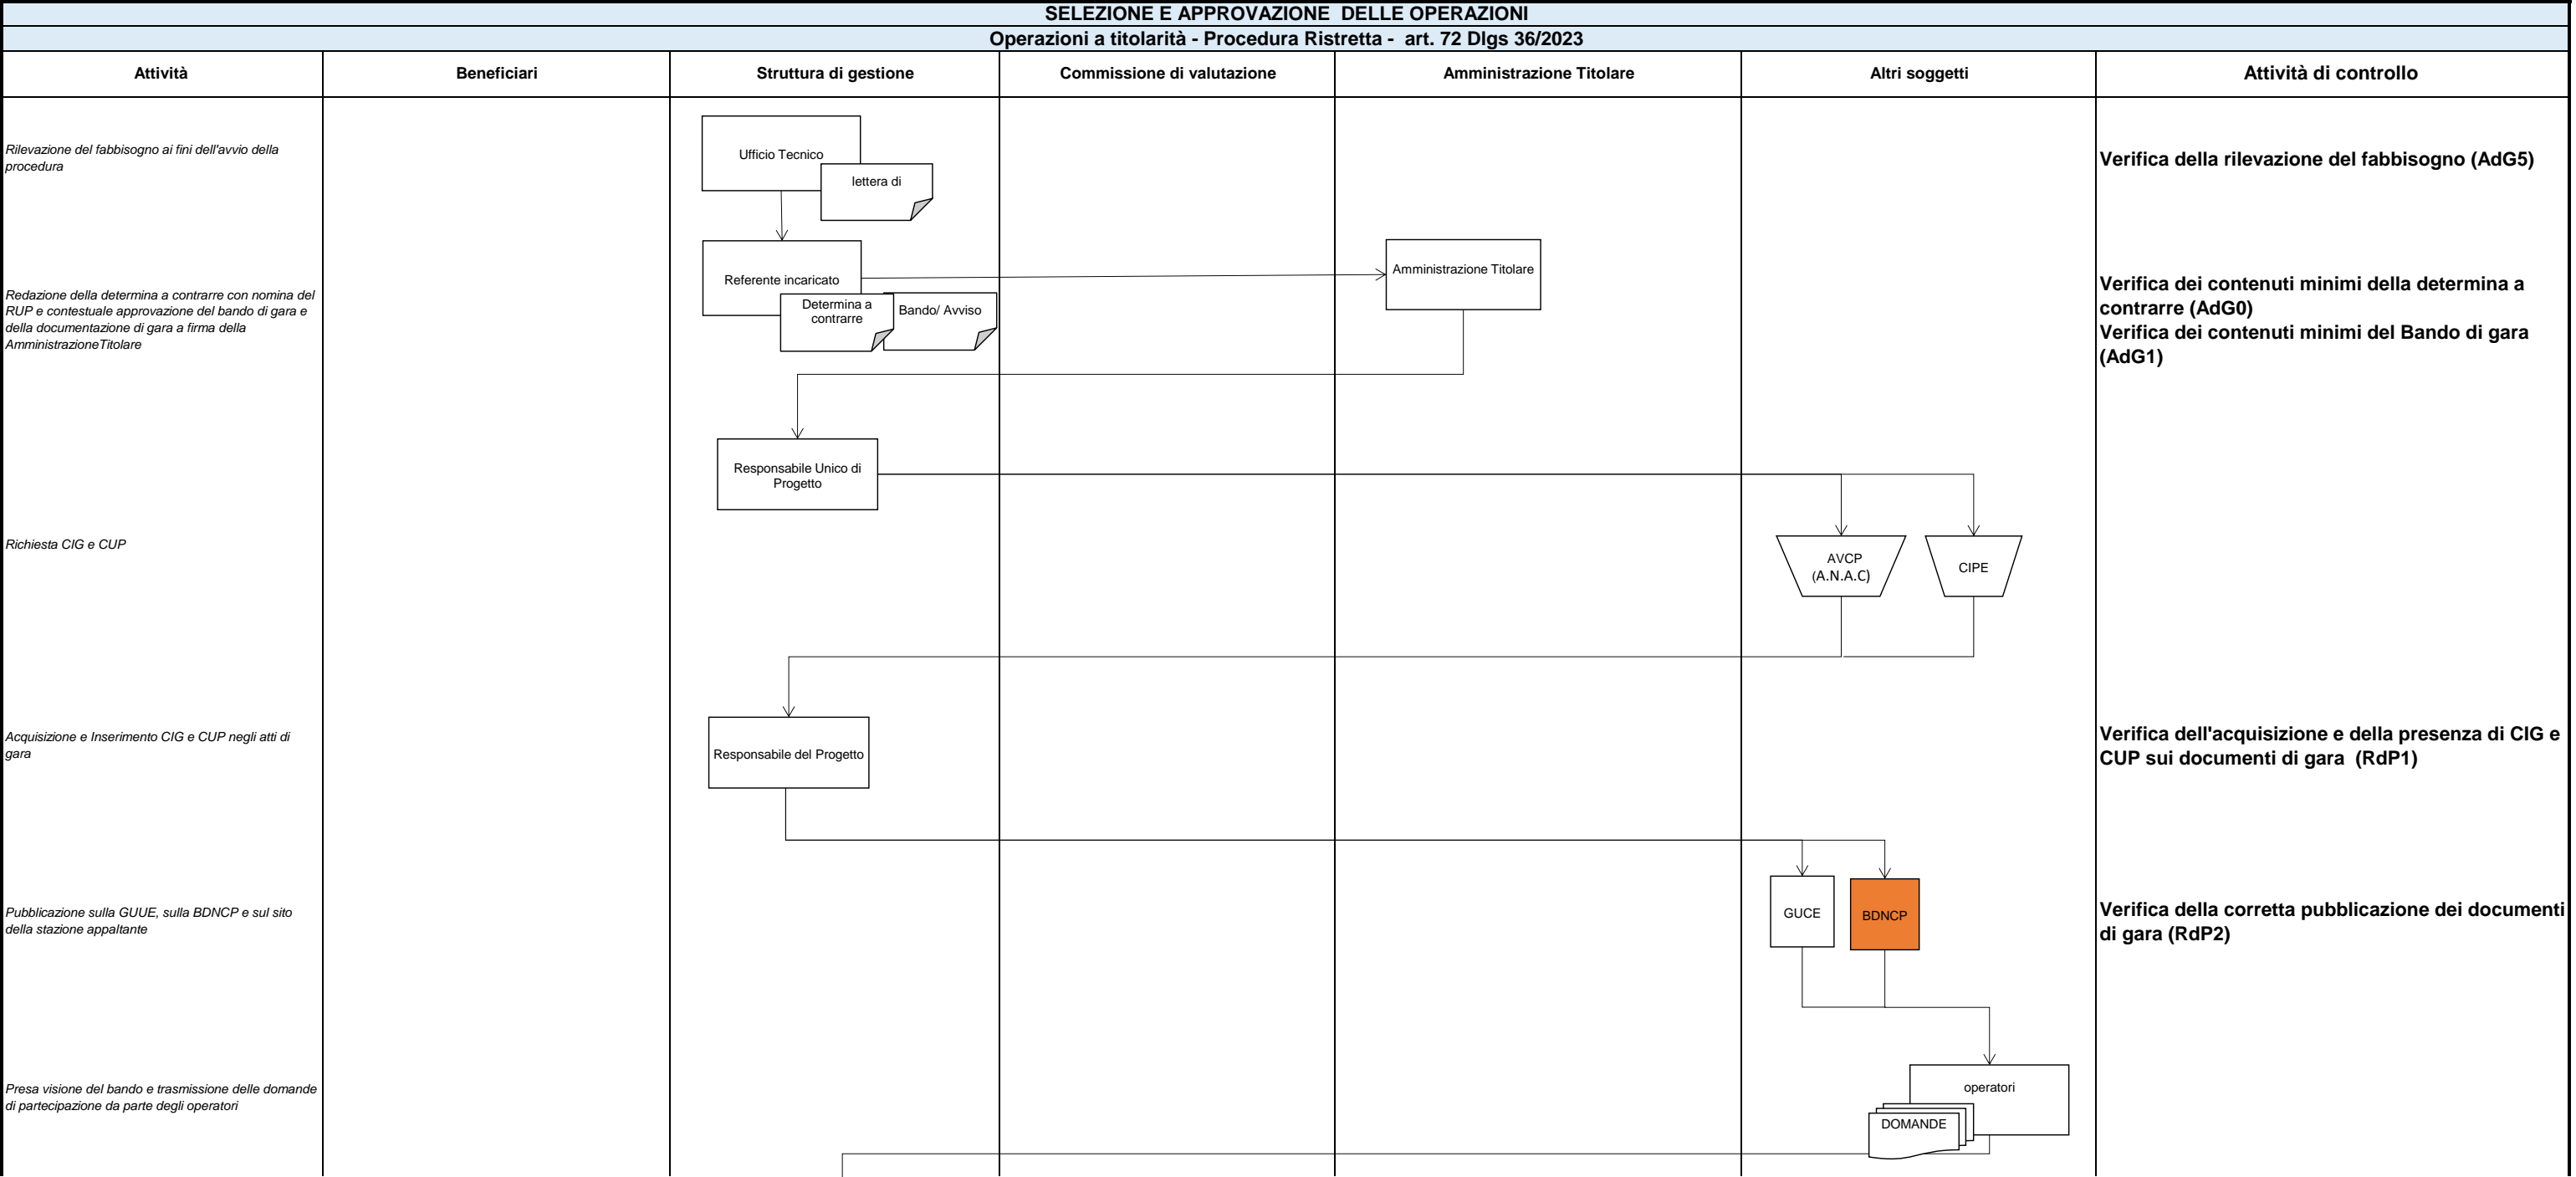 SELEZIONE E APPROVAZIONE DELLE OPERAZIONI
Operazioni a titolarità - Procedura Ristretta - art. 72 Dlgs 36/2023
Attività
Beneficiari
Struttura di gestione
Commissione di valutazione
Amministrazione Titolare
Altri soggetti
Attività di controllo
Rilevazione del fabbisogno ai fini dell'avvio della
procedura
Ufficio Tecnico
lettera di
Verifica della rilevazione del fabbisogno (AdG5)
Redazione della determina a contrarre con nomina del
RUP e contestuale approvazione del bando di gara e
della documentazione di gara a firma della
AmministrazioneTitolare
Referente incaricato
Determina a
contrarre
Bando/ Avviso
Amministrazione Titolare
Verifica dei contenuti minimi della determina a
contrarre (AdG0)
Verifica dei contenuti minimi del Bando di gara
(AdG1)
Responsabile Unico di
Progetto
Richiesta CIG e CUP
AVCP
(A.N.A.C)
CIPE
Acquisizione e Inserimento CIG e CUP negli atti di
gara
Responsabile del Progetto
Verifica dell'acquisizione e della presenza di CIG e
CUP sui documenti di gara (RdP1)
Pubblicazione sulla GUUE, sulla BDNCP e sul sito
della stazione appaltante
GUCE
BDNCP
Verifica della corretta pubblicazione dei documenti
di gara (RdP2)
Presa visione del bando e trasmissione delle domande
di partecipazione da parte degli operatori
operatori
DOMANDE